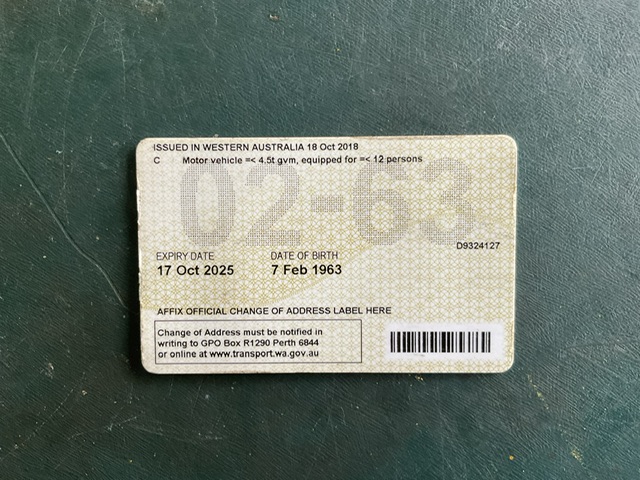 ISSUED IN WESTERN AUSTRALIA 18 Oct 2018
C Motor vehicle =< 4.5t gvm, equipped for =< 12 persons
02-63
D9324127
EXPIRY DATE DATE OF BIRTH
17 Oct 2025 7 Feb 1963
AFFIX OFFICIAL CHANGE OF ADDRESS LABEL HERE
Change of Address must be notified in
writing to GPO Box R1290 Perth 6844
or online at www.transport.wa.gov.au